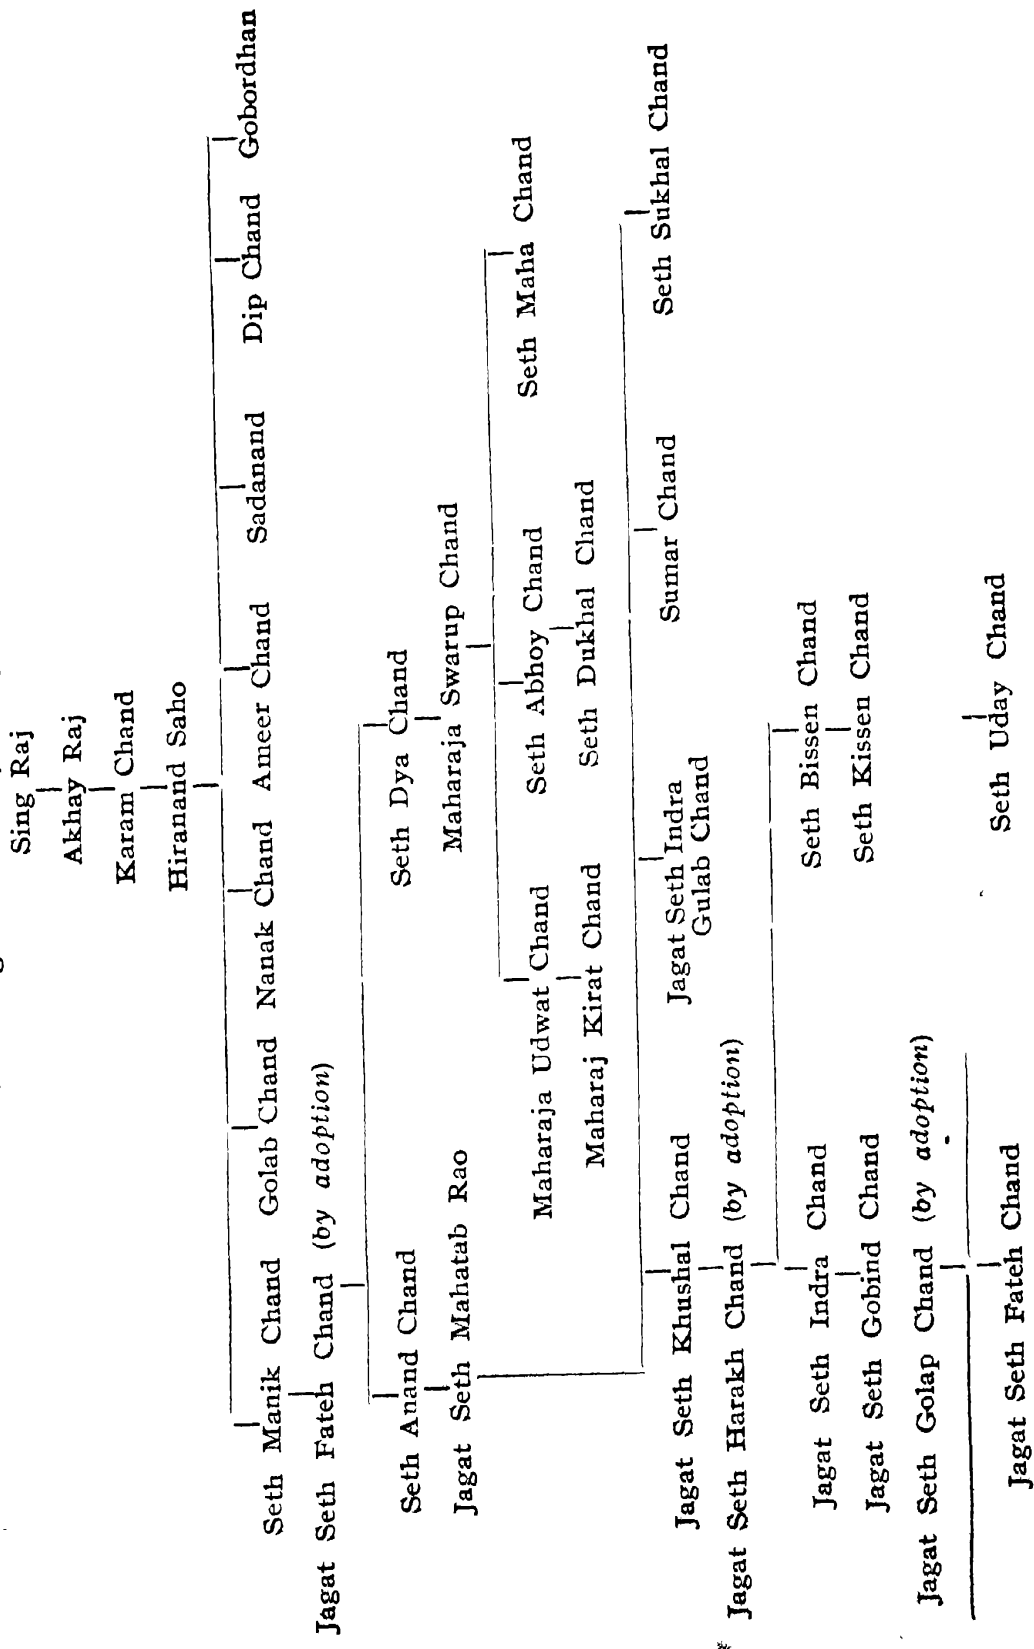 Sing Raj
Akhay Raj
Karam Chand
Hiranand Saho
Seth Manik Chand Golab Chand Nanak Chand Ameer Chand Sadanand Dip Chand Gobordhan
Jagat Seth Fateh Chand (by adoption)
Seth Anand Chand Seth Dya Chand
Jagat Seth Mahatab Rao Maharaja Swarup Chand
Maharaja Udwat Chand Seth Abhoy Chand Seth Maha Chand
Maharaj Kirat Chand Seth Dukhal Chand
Jagat Seth Khushal Chand Jagat Seth Indra Sumar Chand Seth Sukhal Chand
Gulab Chand
Jagat Seth Harakh Chand (by adoption)
Jagat Seth Indra Chand Seth Bissen Chand
Jagat Seth Gobind Chand Seth Kissen Chand
Jagat Seth Golap Chand (by adoption)
Jagat Seth Fateh Chand Seth Uday Chand